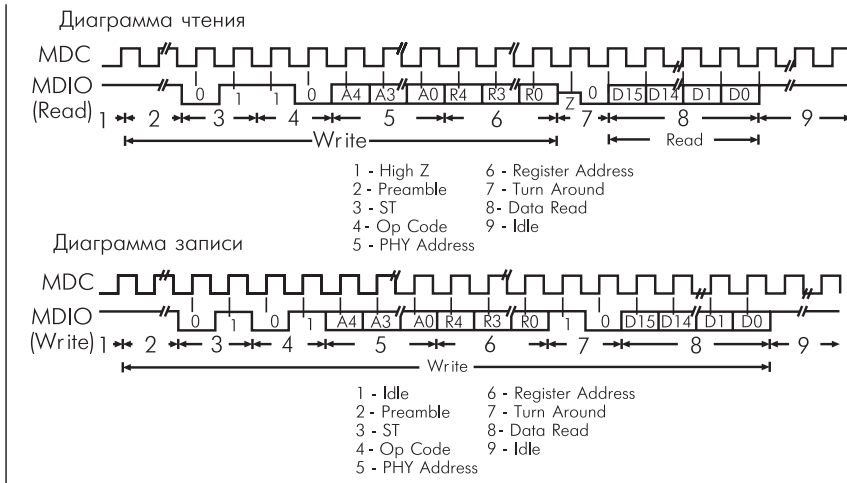 Диаграмма чтения
MDC
MDIO
(Read)
0 1 1 0 A4 A3 A0 R4 R3 R0 Z 0 D15 D14 D1 D0
1 2 3 4 5 6 7 8 9
Write Read
1 - High Z 6 - Register Address
2 - Preamble 7 - Turn Around
3 - ST 8- Data Read
4 - Op Code 9 - Idle
5 - PHY Address
Диаграмма записи
MDC
MDIO
(Write)
0 1 0 1 A4 A3 A0 R4 R3 R0 1 0 D15 D14 D1 D0
1 2 3 4 5 6 7 8 9
Write
1 - Idle 6 - Register Address
2 - Preamble 7 - Turn Around
3 - ST 8- Data Read
4 - Op Code 9 - Idle
5 - PHY Address